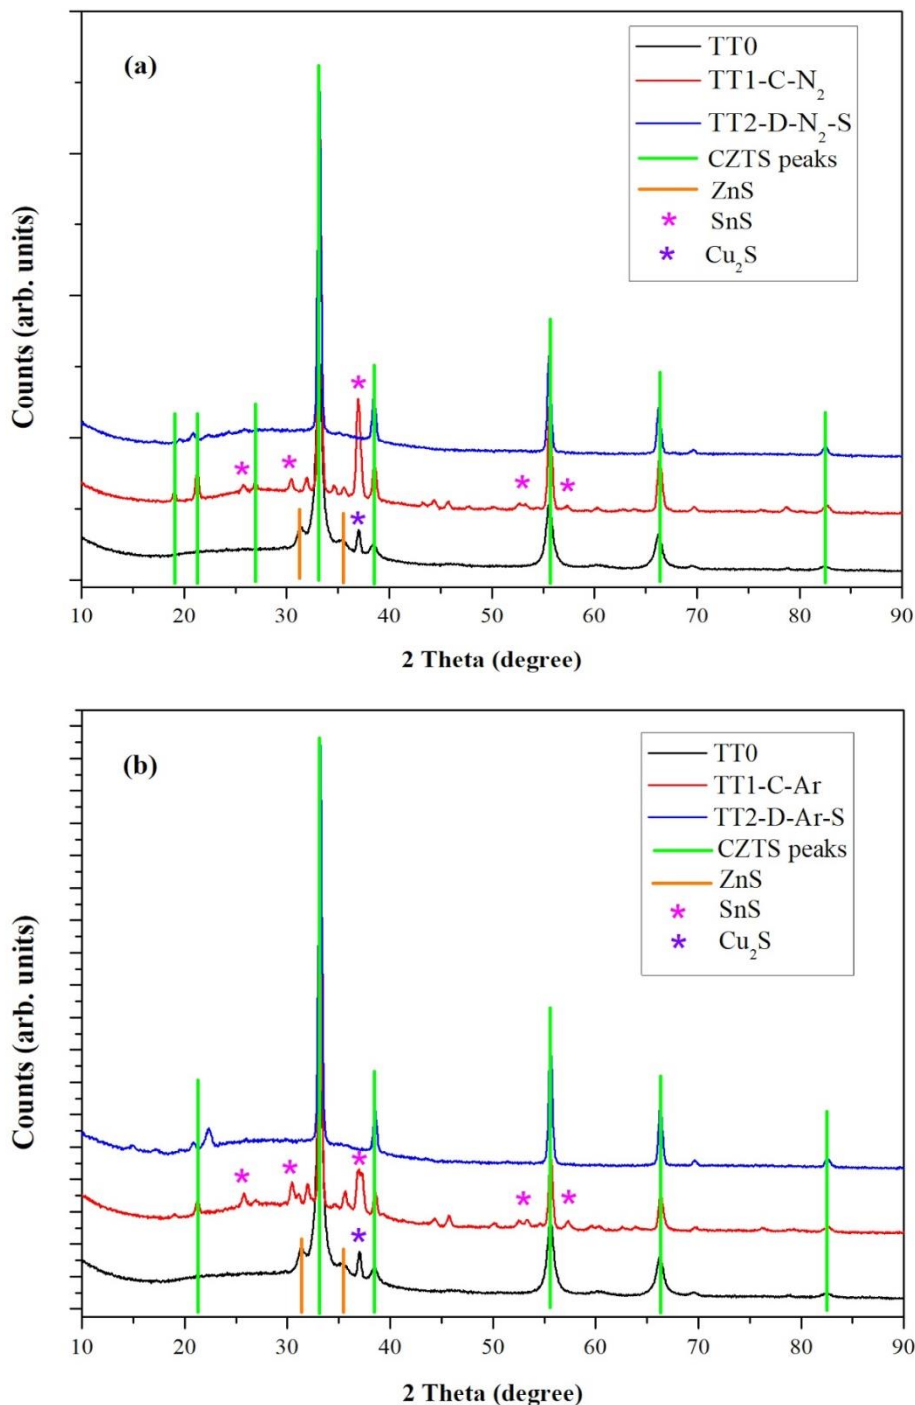 (a)
TT0
TT1-C-N₂
TT2-D-N₂-S
CZTS peaks
ZnS
* SnS
* Cu₂S
Counts (arb. units)
*
* * * *
*
10 20 30 40 50 60 70 80 90
2 Theta (degree)
(b)
TT0
TT1-C-Ar
TT2-D-Ar-S
CZTS peaks
ZnS
* SnS
* Cu₂S
Counts (arb. units)
* * * * *
*
10 20 30 40 50 60 70 80 90
2 Theta (degree)